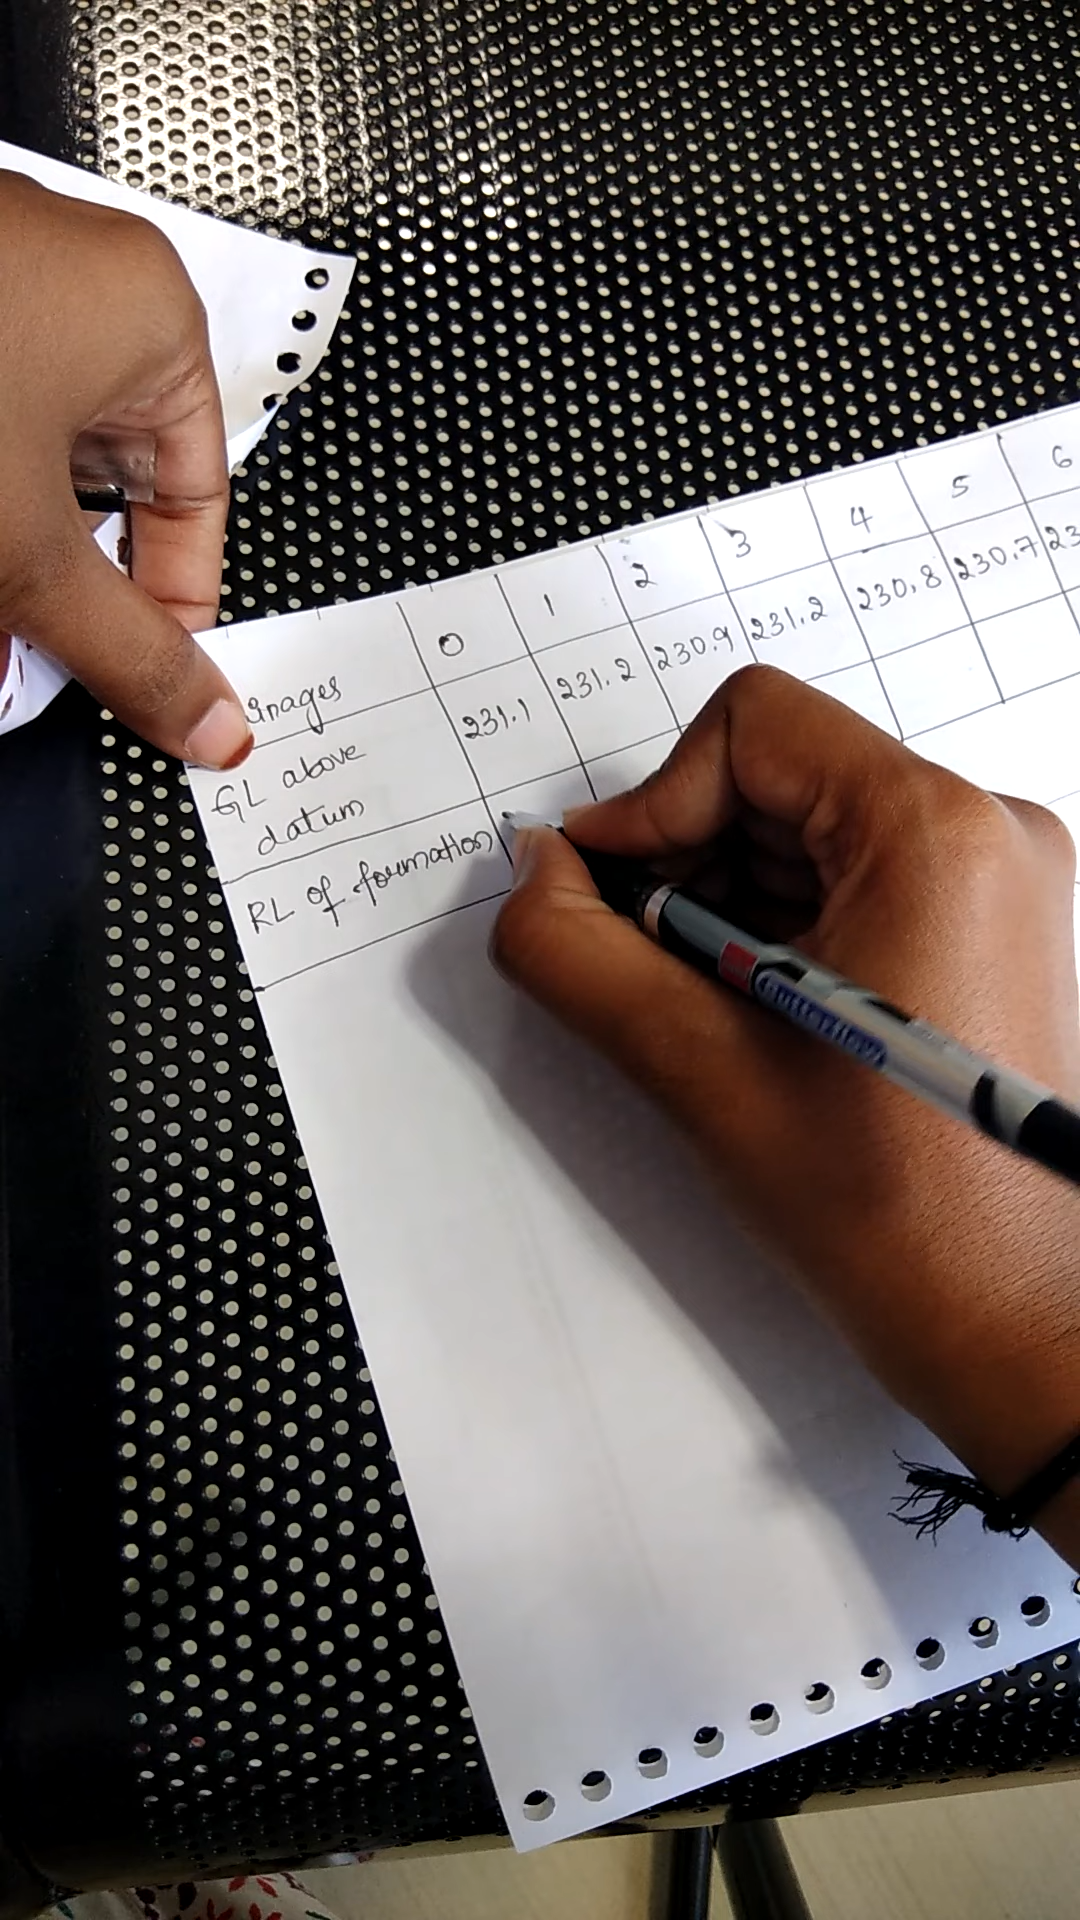 0 1 2 3 4 5 6
231.1 231.2 230.9 231.2 230.8 230.7
GL above
datum
RL of formation
Butterflow